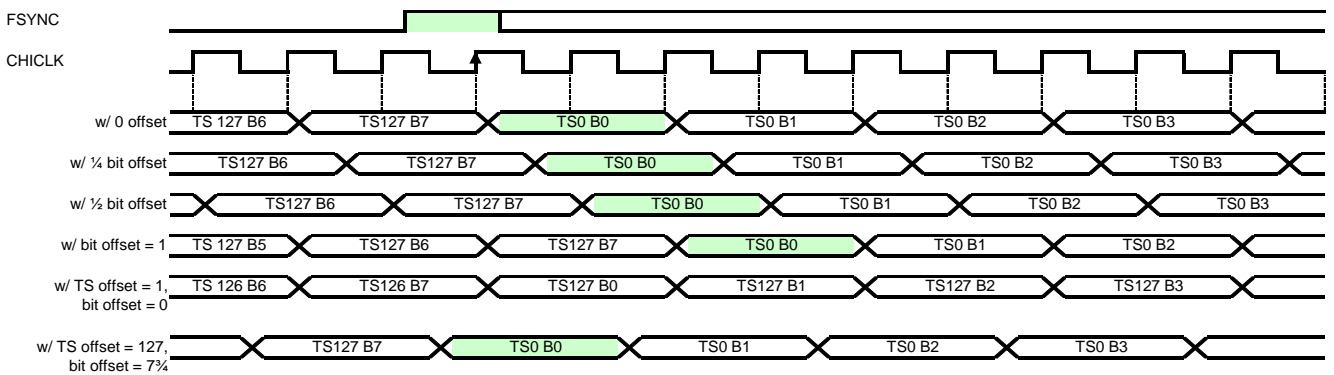 FSYNC
CHICLK
w/ 0 offset TS 127 B6 TS127 B7 TS0 B0 TS0 B1 TS0 B2 TS0 B3
w/ ¼ bit offset TS127 B6 TS127 B7 TS0 B0 TS0 B1 TS0 B2 TS0 B3
w/ ½ bit offset TS127 B6 TS127 B7 TS0 B0 TS0 B1 TS0 B2 TS0 B3
w/ bit offset = 1 TS 127 B5 TS127 B6 TS127 B7 TS0 B0 TS0 B1 TS0 B2
w/ TS offset = 1, TS 126 B6 TS126 B7 TS127 B0 TS127 B1 TS127 B2 TS127 B3
bit offset = 0
w/ TS offset = 127, TS127 B7 TS0 B0 TS0 B1 TS0 B2 TS0 B3
bit offset = 7¾